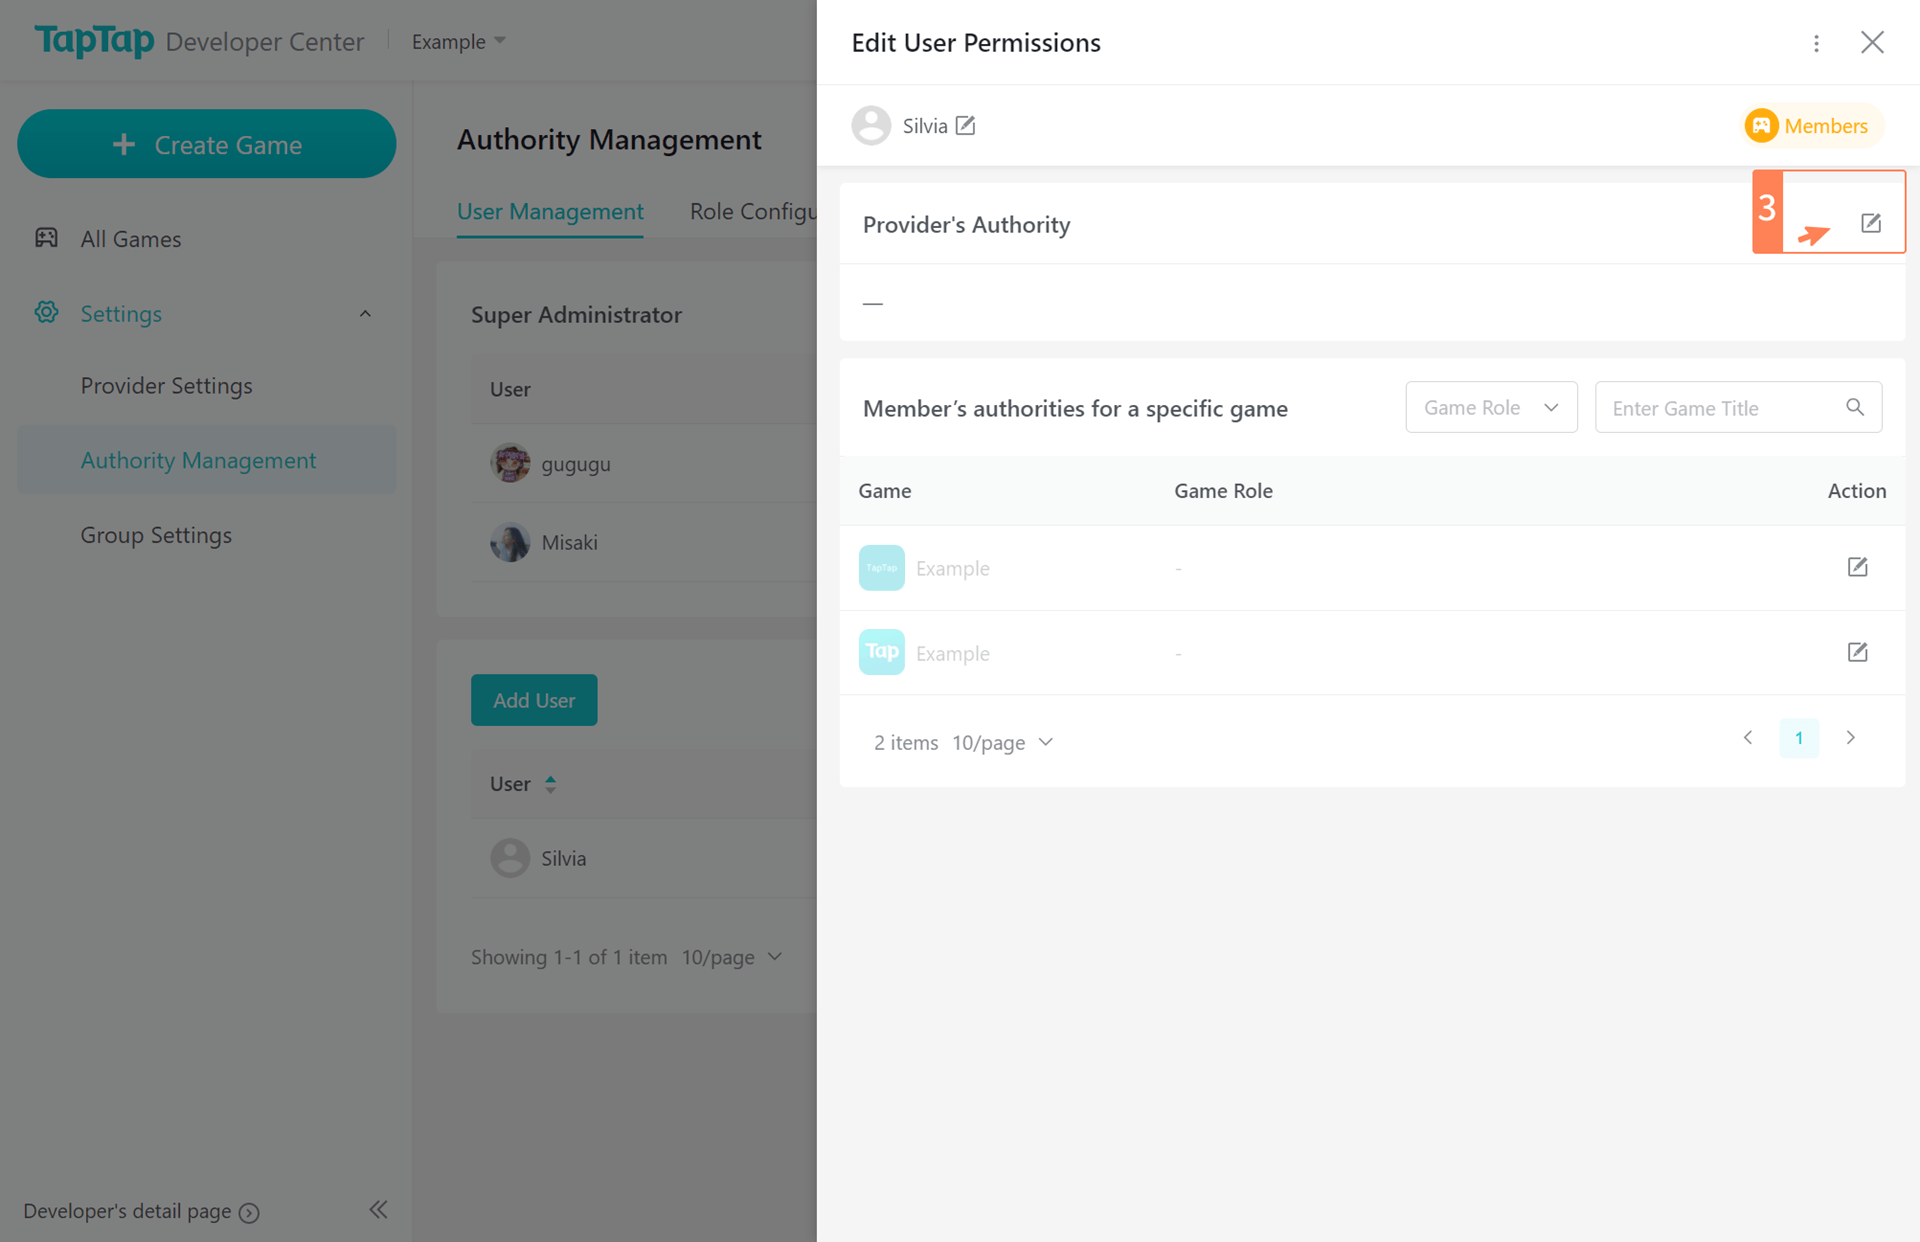 TapTap Developer Center
Example
Create Game
All Games
Settings
Provider Settings
Authority Management
Group Settings
Developer's detail page
Authority Management
User Management
Role Configu
Super Administrator
User
gugugu
Misaki
Add User
User
Silvia
Showing 1-1 of 1 item 10/page
Edit User Permissions
Silvia
Members
Provider's Authority
3
—
Member’s authorities for a specific game
Game Role
Enter Game Title
Game Game Role Action
TapTap Example -
Tap Example -
2 items 10/page
1